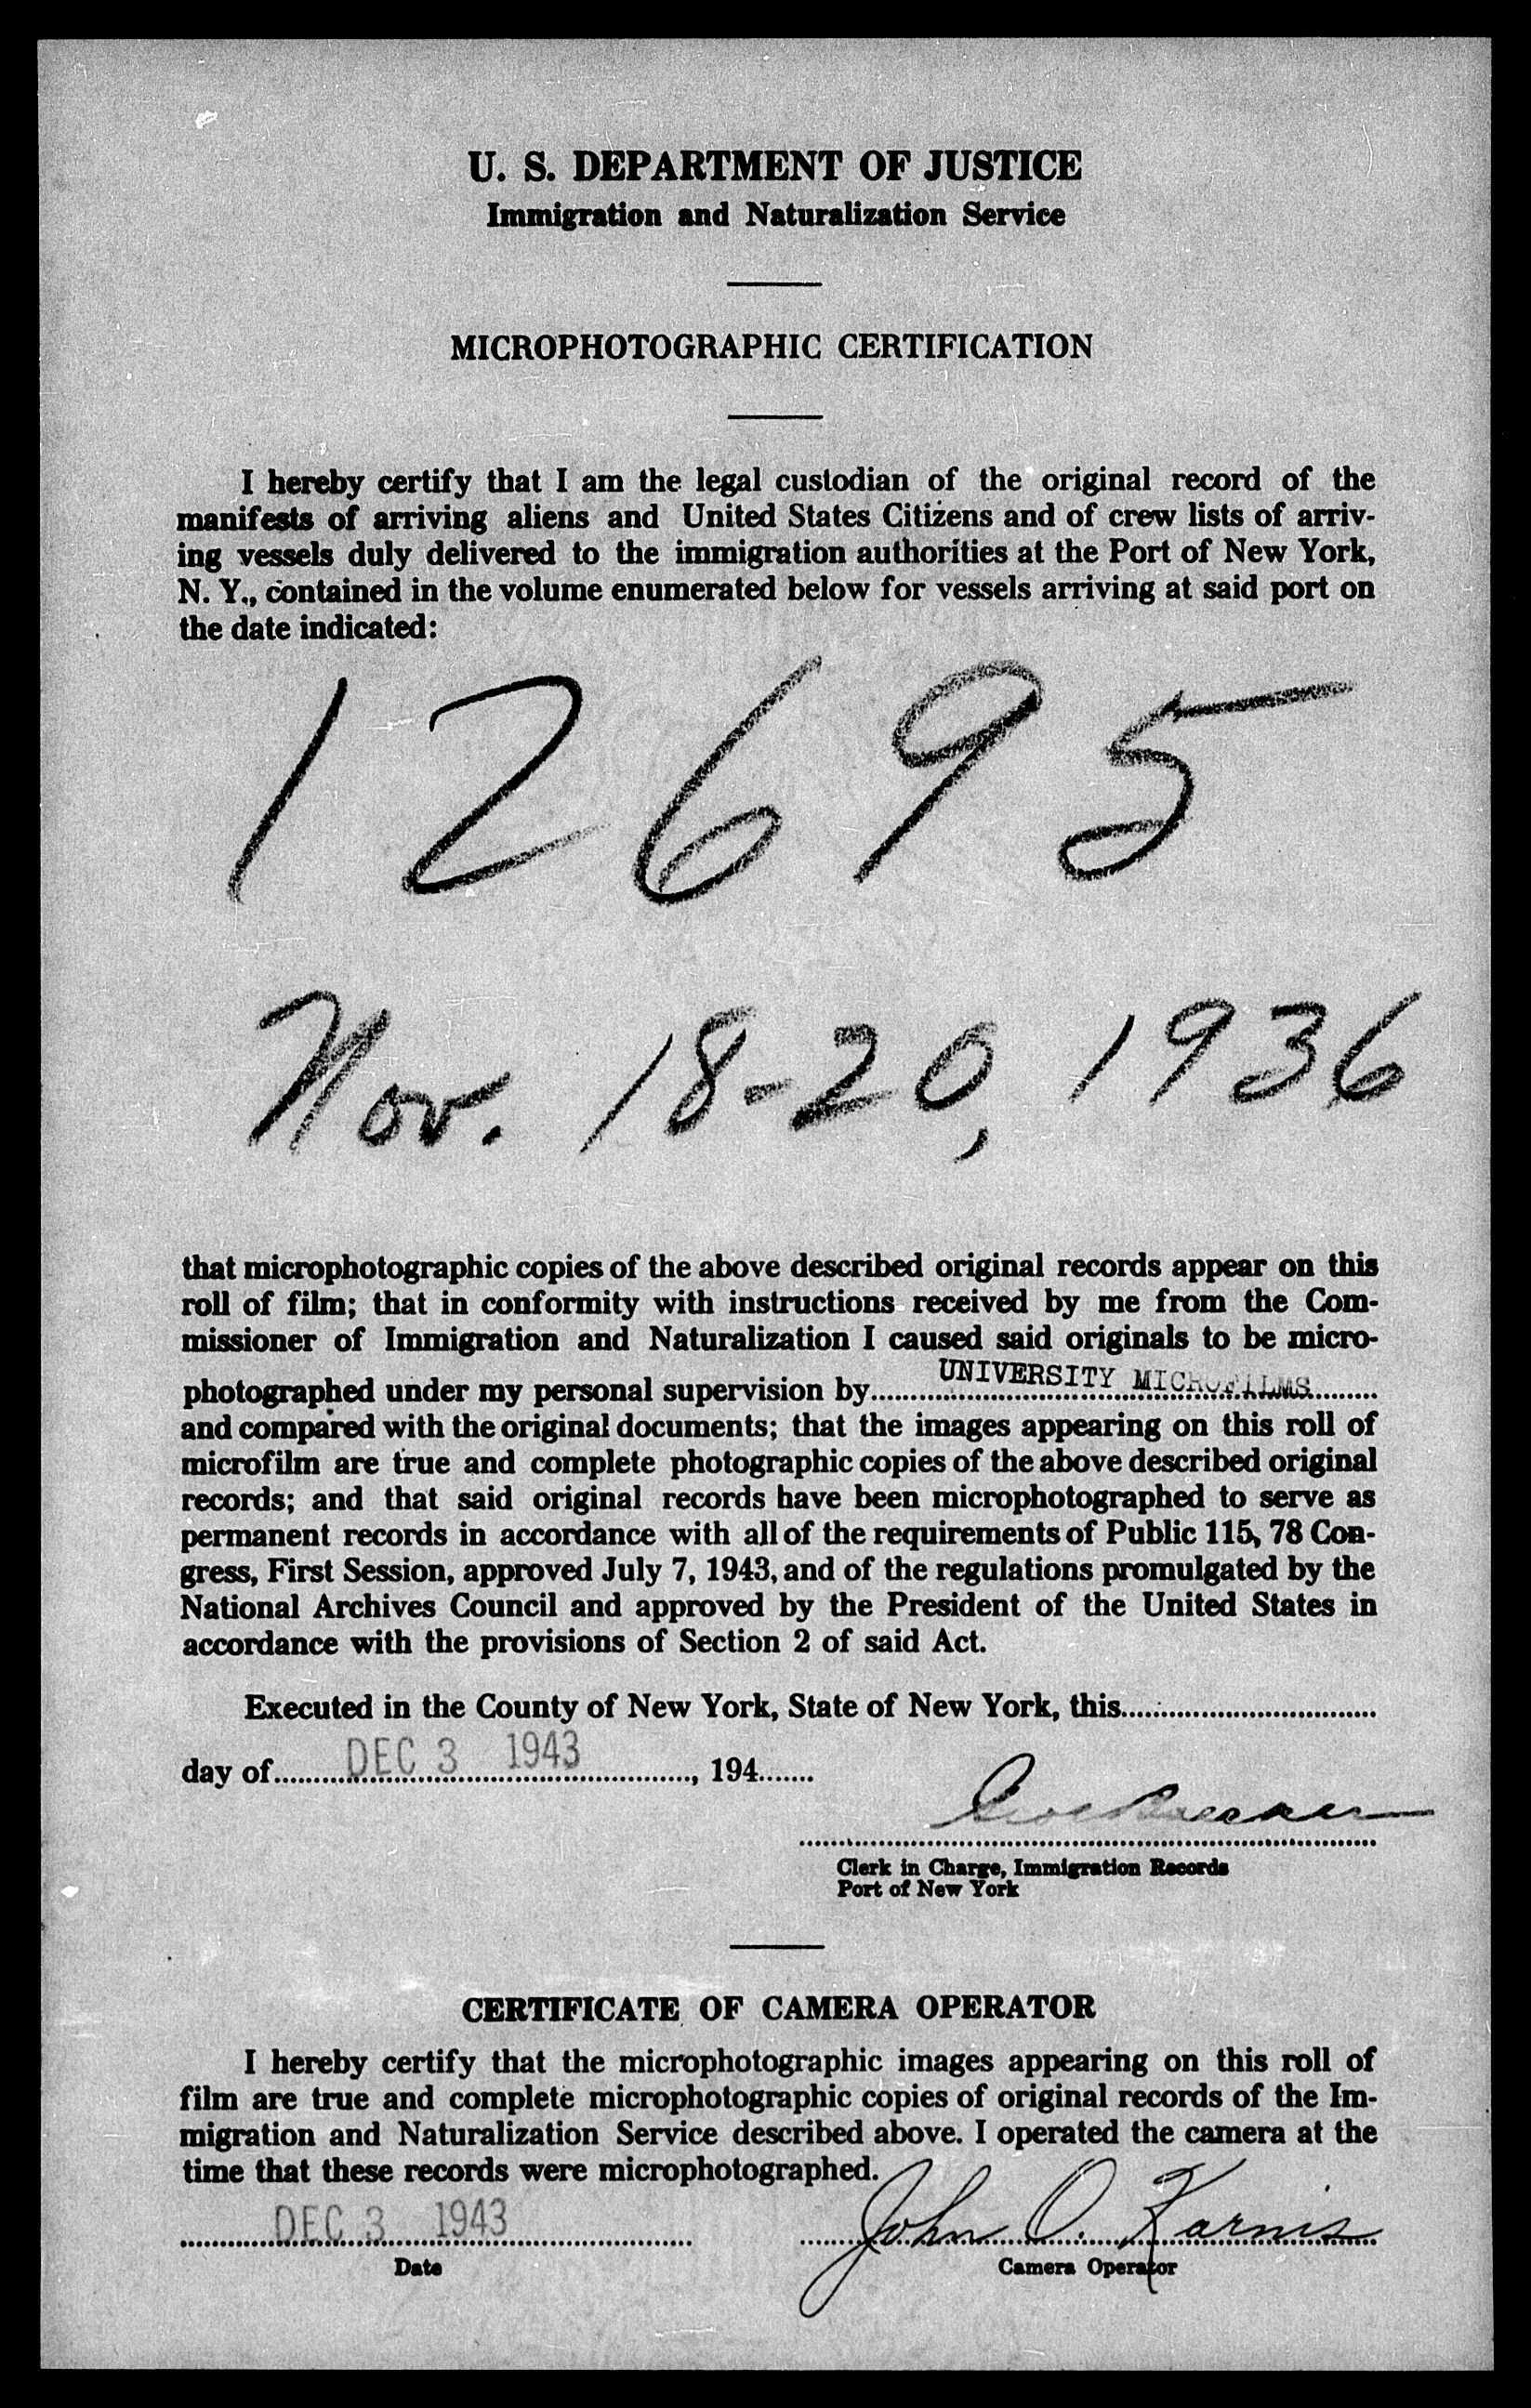 U. S. DEPARTMENT OF JUSTICE
Immigration and Naturalization Service
MICROPHOTOGRAPHIC CERTIFICATION
I hereby certify that I am the legal custodian of the original record of the
manifests of arriving aliens and United States Citizens and of crew lists of arriv-
ing vessels duly delivered to the immigration authorities at the Port of New York,
N. Y., contained in the volume enumerated below for vessels arriving at said port on
the date indicated:
12695
Nov. 18-20, 1936
that microphotographic copies of the above described original records appear on this
roll of film; that in conformity with instructions received by me from the Com-
missioner of Immigration and Naturalization I caused said originals to be micro-
photographed under my personal supervision by UNIVERSITY MICROFILMS
and compared with the original documents; that the images appearing on this roll of
microfilm are true and complete photographic copies of the above described original
records; and that said original records have been microphotographed to serve as
permanent records in accordance with all of the requirements of Public 115, 78 Con-
gress, First Session, approved July 7, 1943, and of the regulations promulgated by the
National Archives Council and approved by the President of the United States in
accordance with the provisions of Section 2 of said Act.
Executed in the County of New York, State of New York, this
day of DEC 3 1943, 194
Clerk in Charge, Immigration Records
Port of New York
CERTIFICATE OF CAMERA OPERATOR
I hereby certify that the microphotographic images appearing on this roll of
film are true and complete microphotographic copies of original records of the Im-
migration and Naturalization Service described above. I operated the camera at the
time that these records were microphotographed.
DEC 3 1943 John O. Karnis
Date Camera Operator